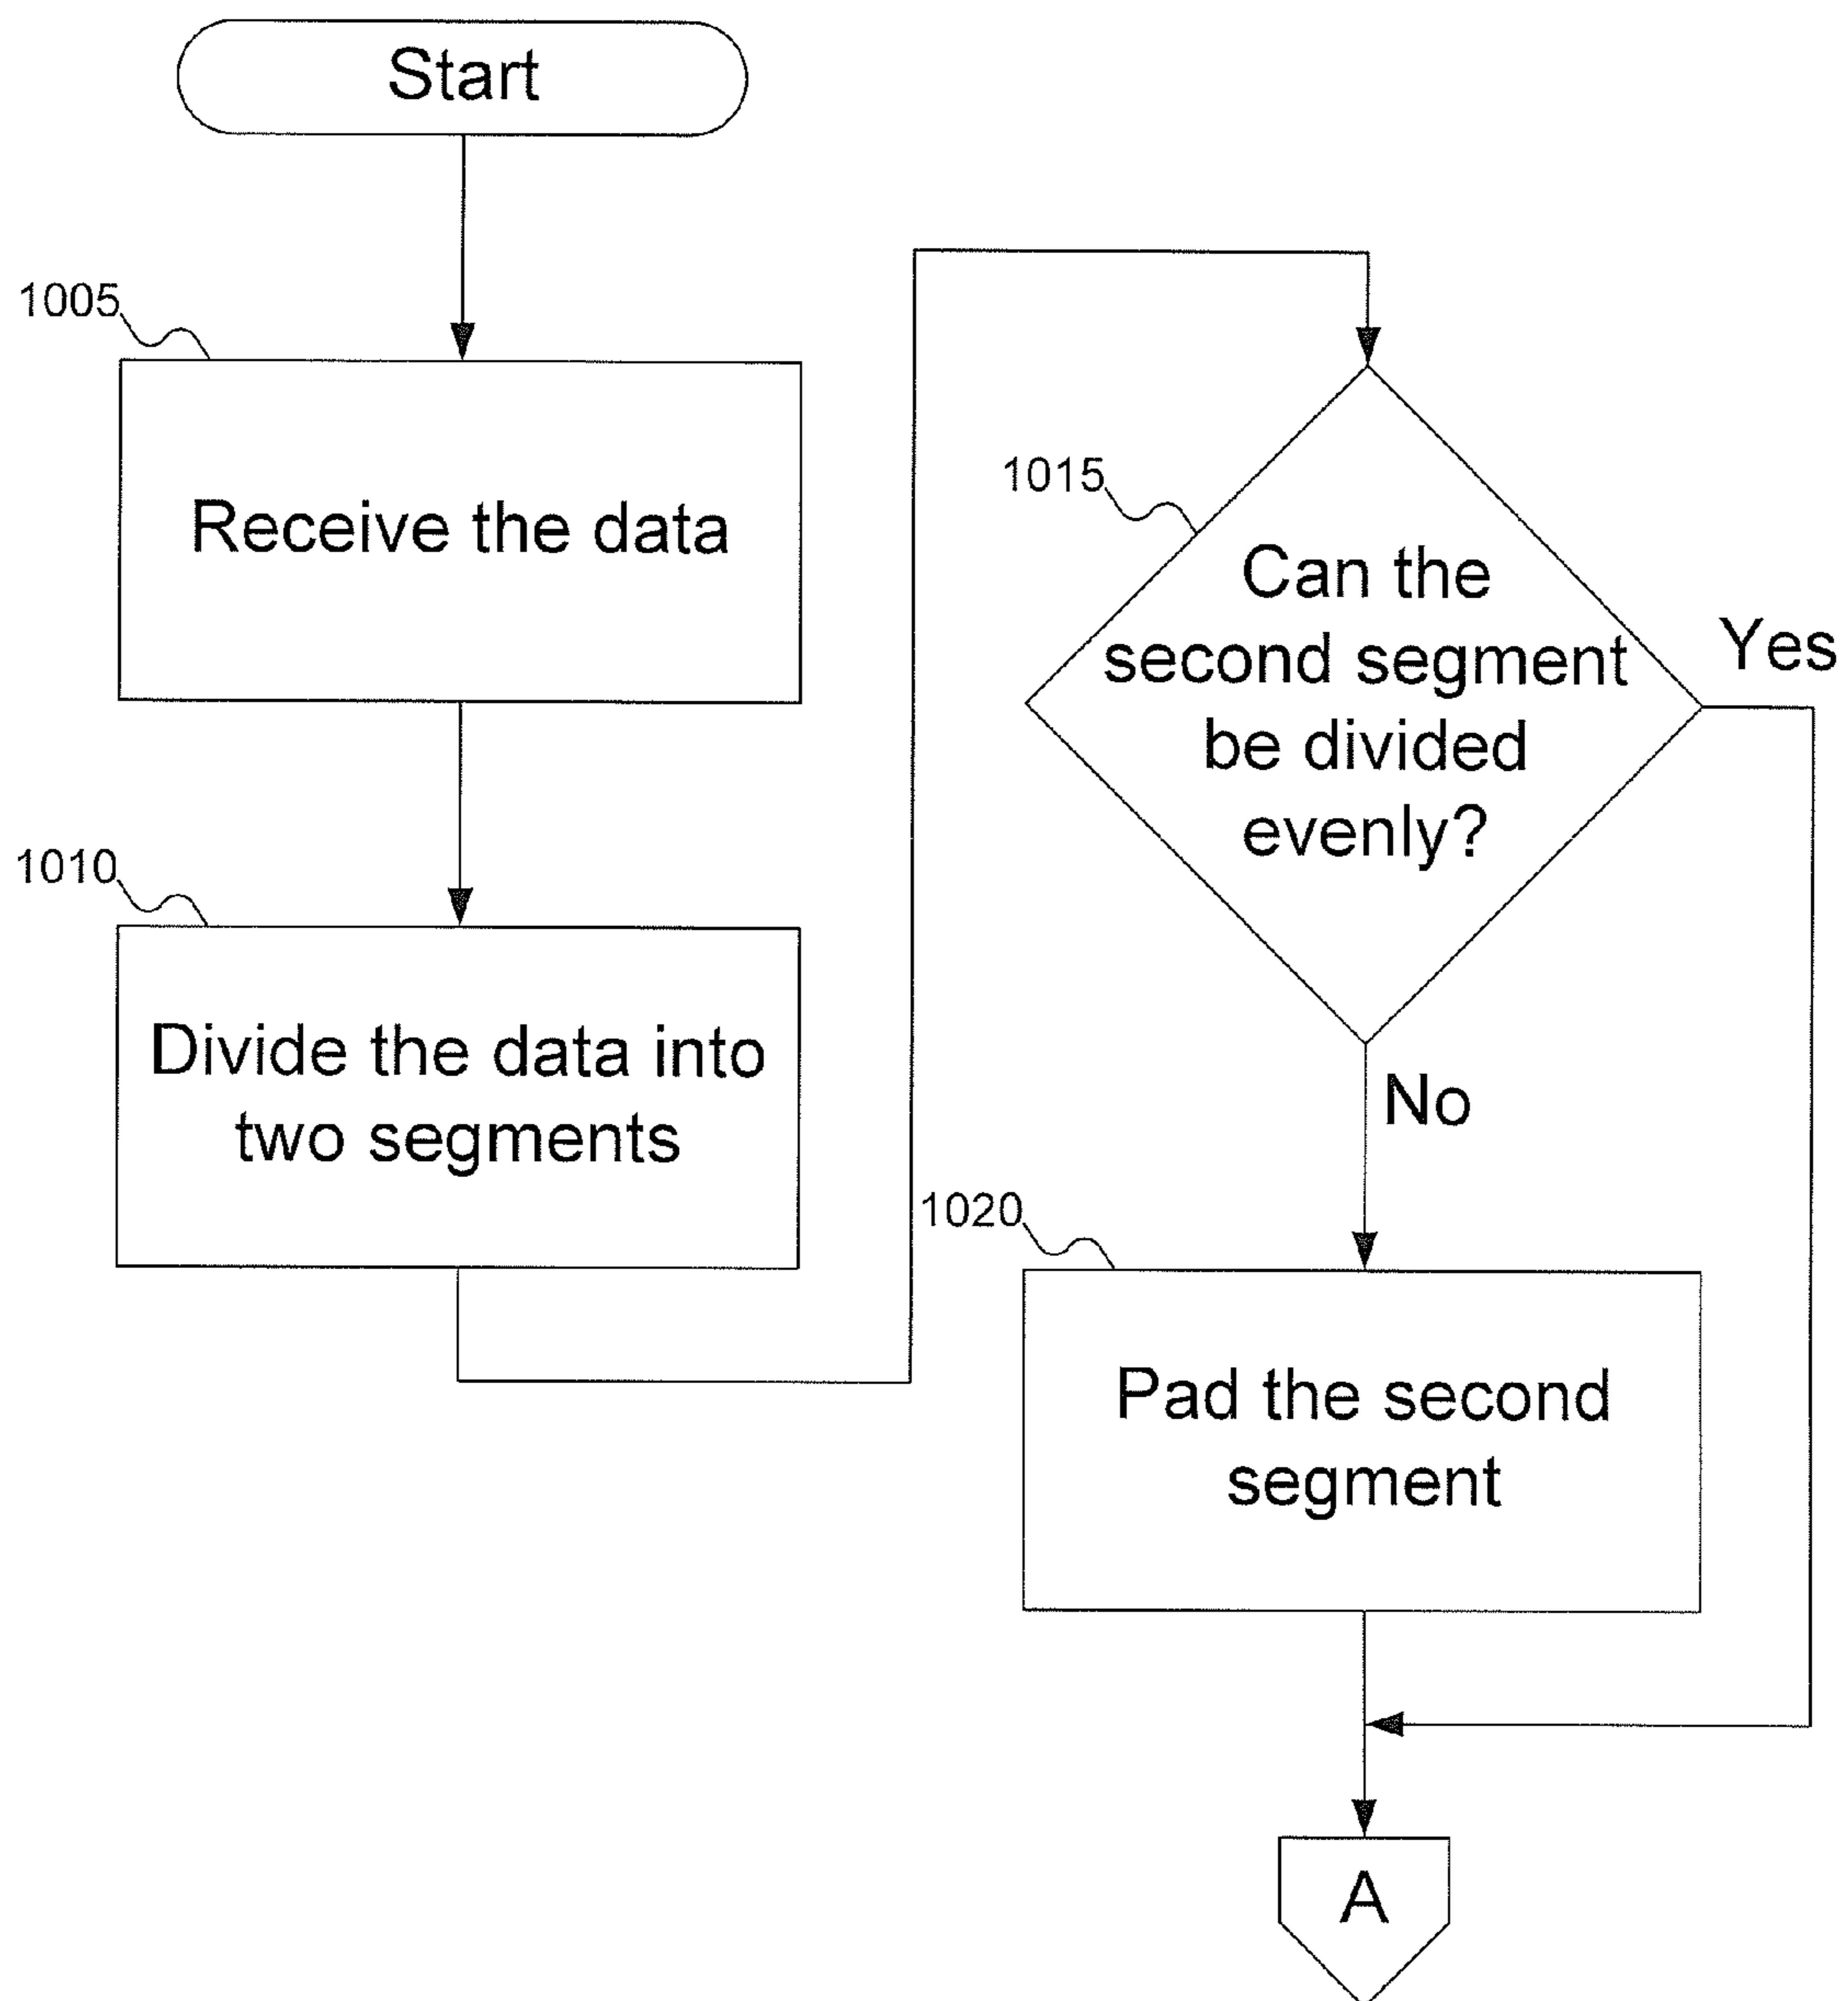 Start
1005
Receive the data
1010
Divide the data into
two segments
1015
Can the
second segment
be divided
evenly?
Yes
No
1020
Pad the second
segment
A